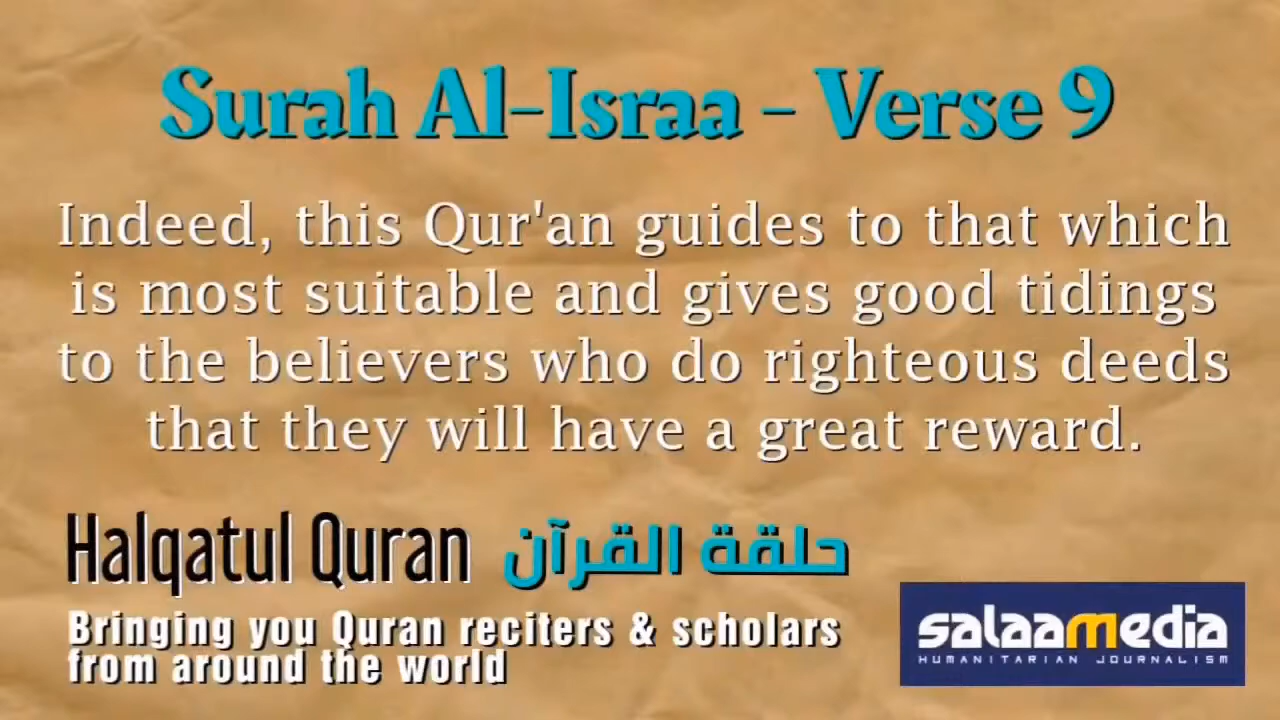 Surah Al-Israa - Verse 9
Indeed, this Qur'an guides to that which
is most suitable and gives good tidings
to the believers who do righteous deeds
that they will have a great reward.
Halqatul Quran حلقة القرآن
Bringing you Quran reciters & scholars
from around the world
salaamedia
HUMANITARIAN JOURNALISM